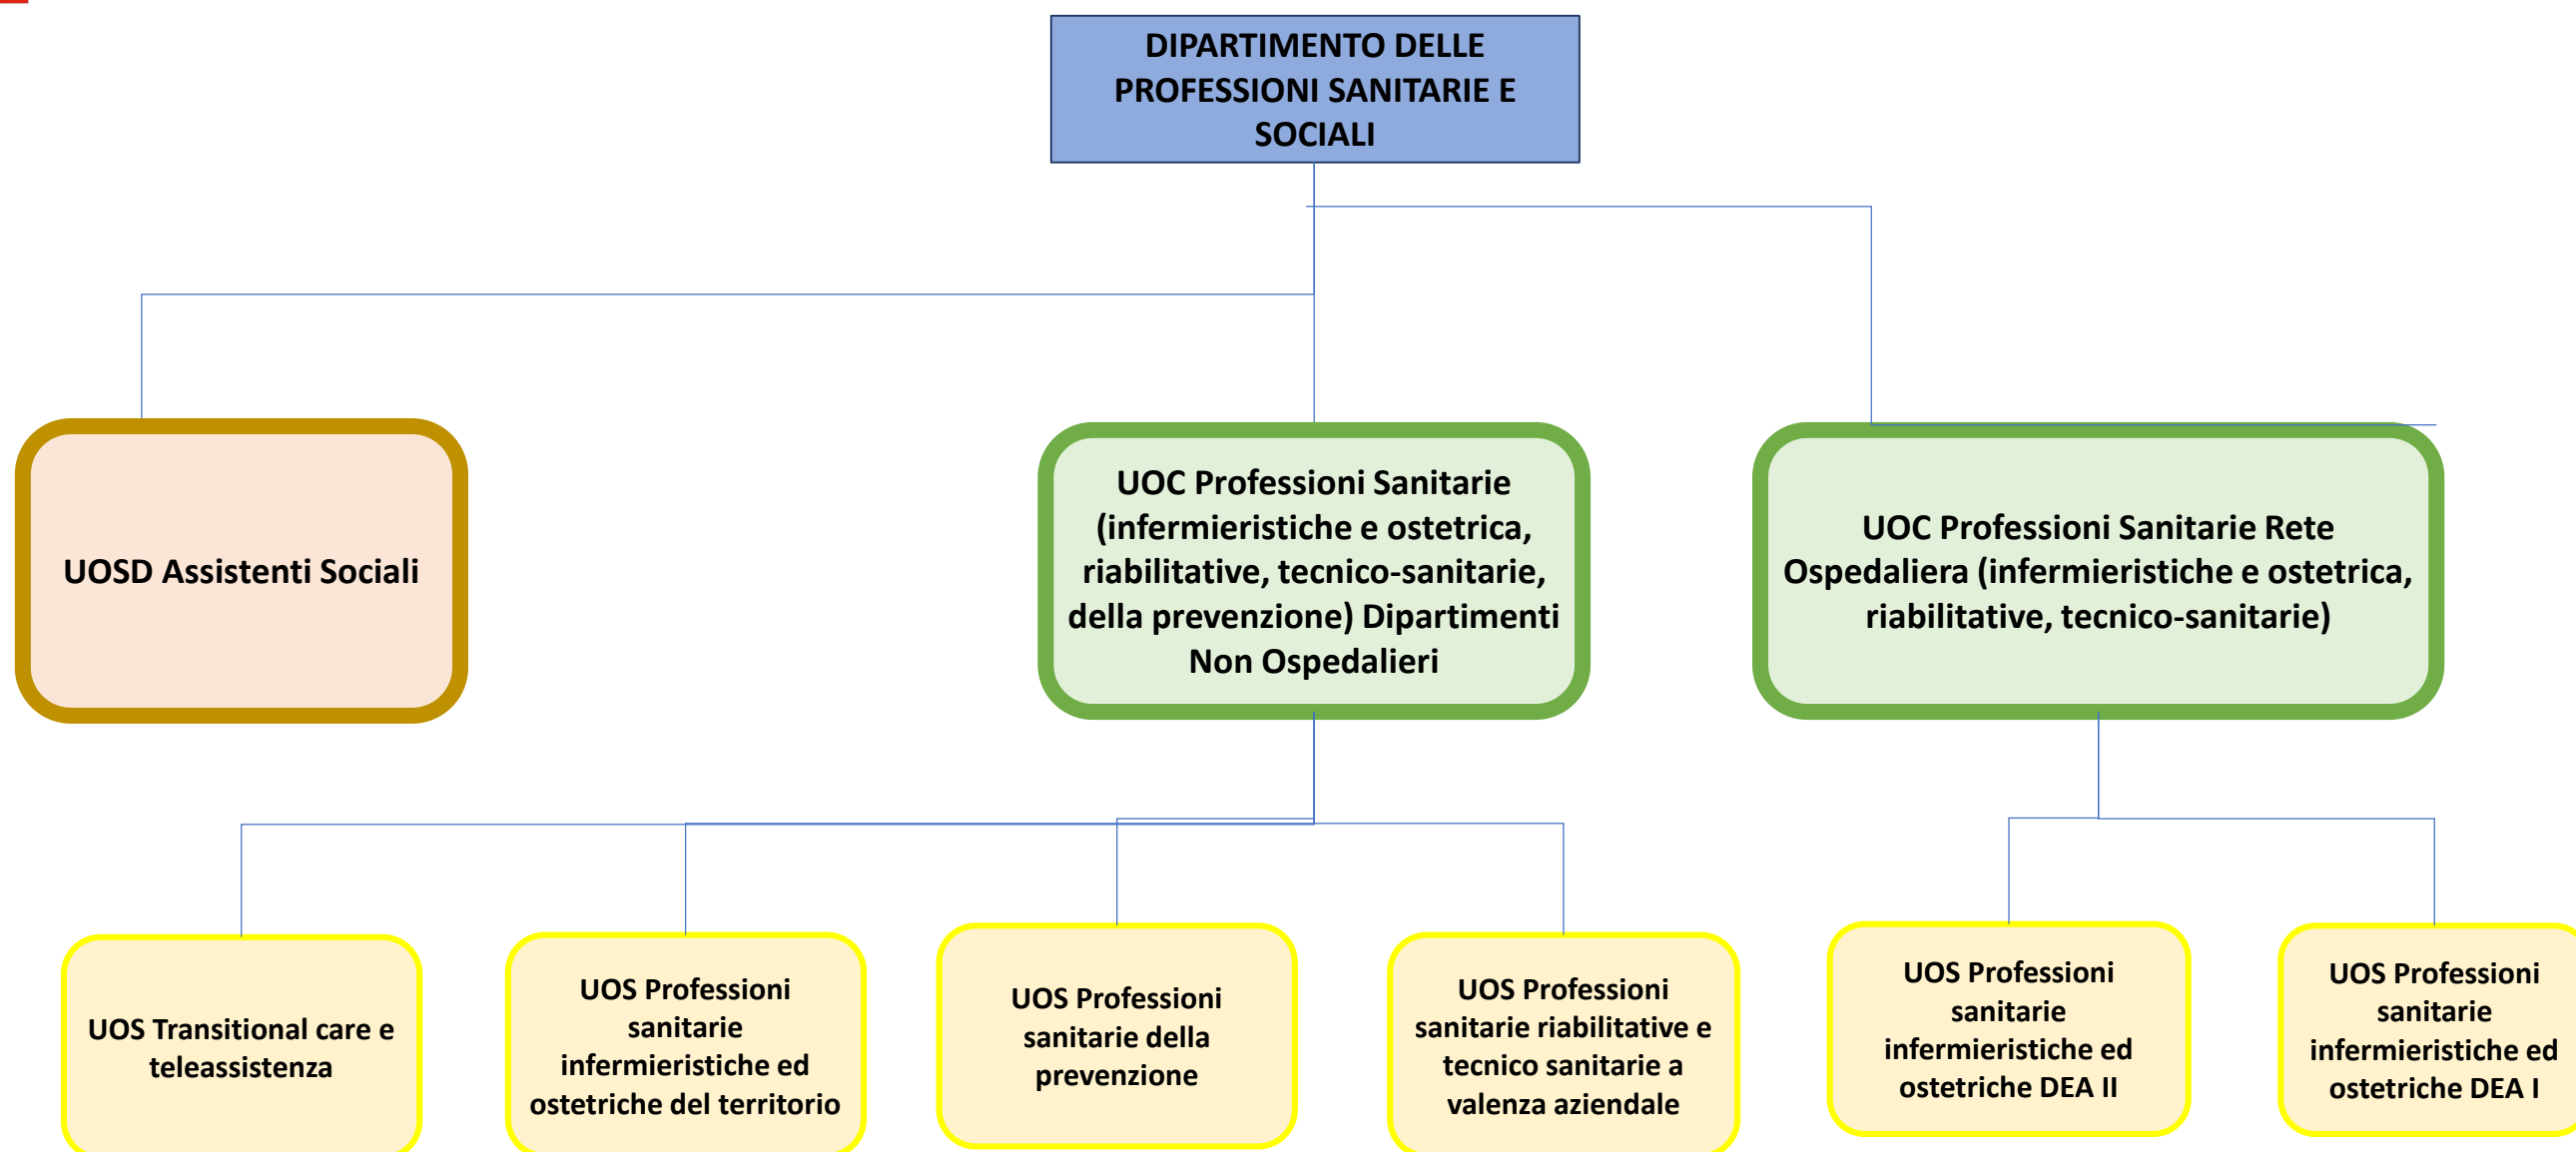 DIPARTIMENTO DELLE
PROFESSIONI SANITARIE E
SOCIALI
UOSD Assistenti Sociali
UOC Professioni Sanitarie
(infermieristiche e ostetrica,
riabilitative, tecnico-sanitarie,
della prevenzione) Dipartimenti
Non Ospedalieri
UOC Professioni Sanitarie Rete
Ospedaliera (infermieristiche e ostetrica,
riabilitative, tecnico-sanitarie)
UOS Transitional care e
teleassistenza
UOS Professioni
sanitarie
infermieristiche ed
ostetriche del territorio
UOS Professioni
sanitarie della
prevenzione
UOS Professioni
sanitarie riabilitative e
tecnico sanitarie a
valenza aziendale
UOS Professioni
sanitarie
infermieristiche ed
ostetriche DEA II
UOS Professioni
sanitarie
infermieristiche ed
ostetriche DEA I